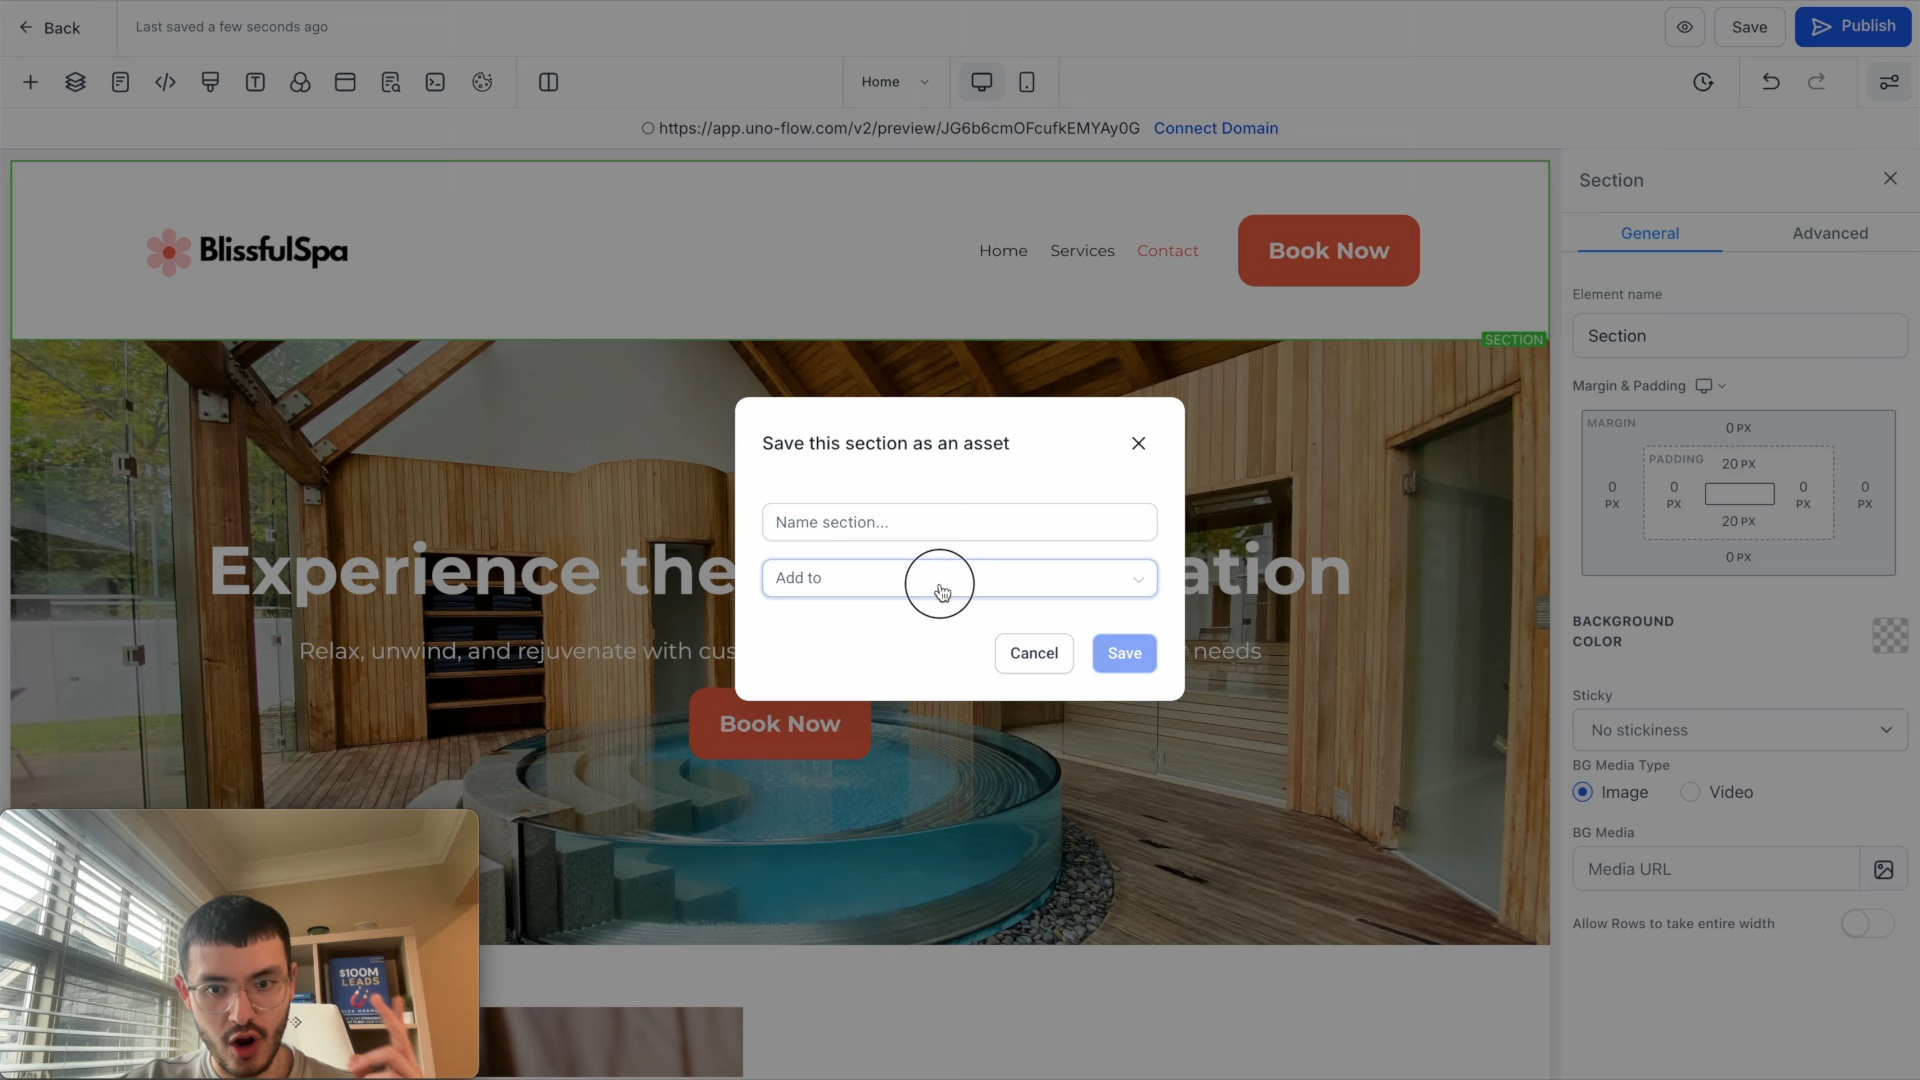 Back
Last saved a few seconds ago
Save
Publish
Home
https://app.uno-flow.com/v2/preview/JG6b6cmOFcufkEMYAy0G Connect Domain
BlissfulSpa
Home Services Contact Book Now
SECTION
Experience the
ation
Relax, unwind, and rejuvenate with cus
needs
Book Now
Save this section as an asset
Name section...
Add to
Cancel
Save
Section
General Advanced
Element name
Section
Margin & Padding
MARGIN
0 PX
PADDING
20 PX
0 PX
0 PX
0 PX
0 PX
20 PX
0 PX
BACKGROUND
COLOR
Sticky
No stickiness
BG Media Type
Image Video
BG Media
Media URL
Allow Rows to take entire width
$100M
LEADS